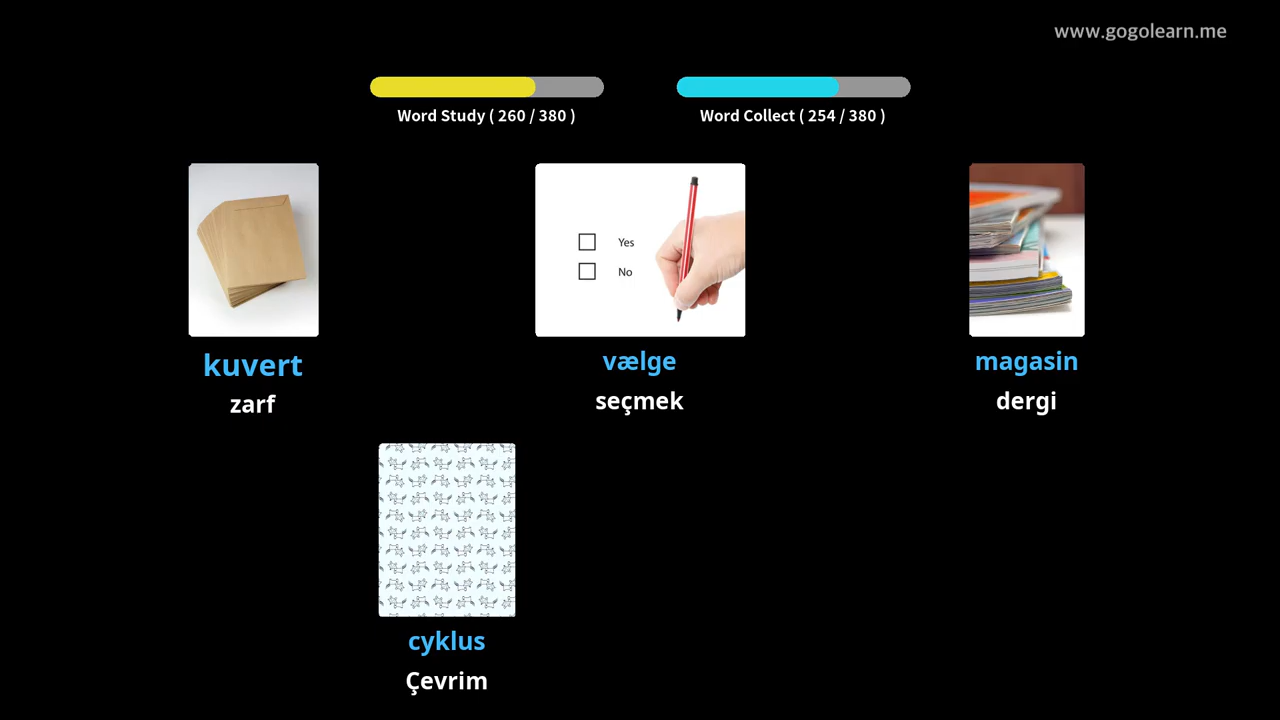 www.gogolearn.me
Word Study ( 260 / 380 )
Word Collect ( 254 / 380 )
Yes
No
kuvert
zarf
vælge
seçmek
magasin
dergi
cyklus
Çevrim